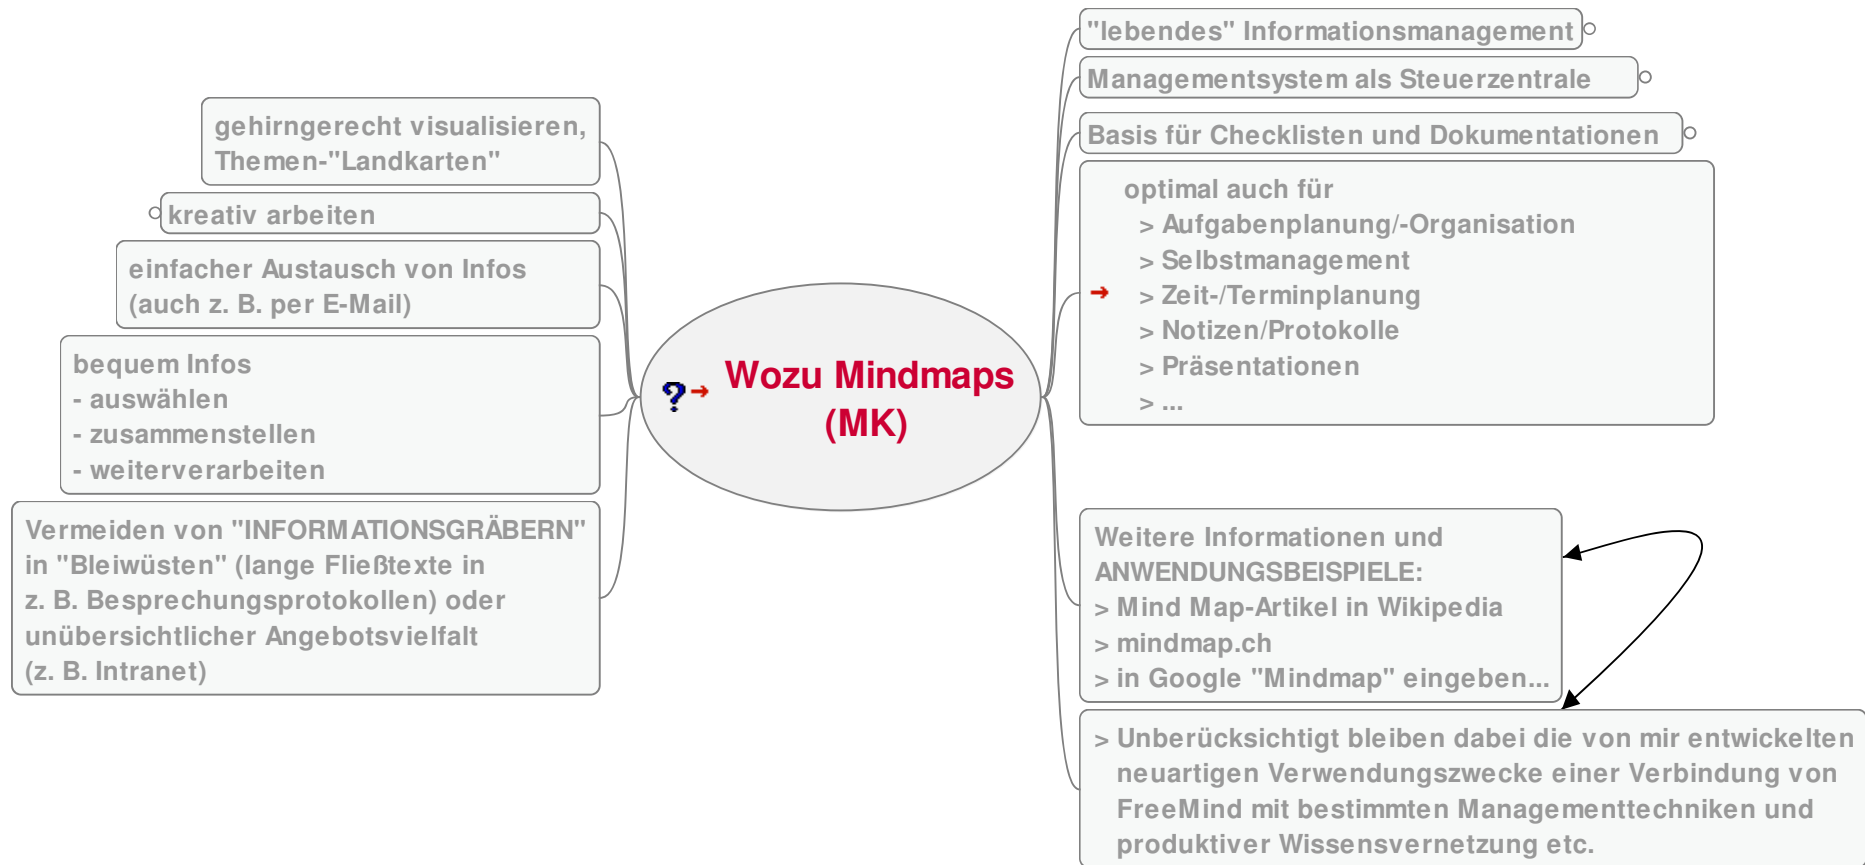 gehirngerecht visualisieren,
Themen-"Landkarten"
kreativ arbeiten
einfacher Austausch von Infos
(auch z. B. per E-Mail)
bequem Infos
- auswählen
- zusammenstellen
- weiterverarbeiten
Vermeiden von "INFORMATIONSGRÄBERN"
in "Bleiwüsten" (lange Fließtexte in
z. B. Besprechungsprotokollen) oder
unübersichtlicher Angebotsvielfalt
(z. B. Intranet)
? Wozu Mindmaps
(MK)
"lebendes" Informationsmanagement
Managementsystem als Steuerzentrale
Basis für Checklisten und Dokumentationen
optimal auch für
> Aufgabenplanung/-Organisation
> Selbstmanagement
> Zeit-/Terminplanung
> Notizen/Protokolle
> Präsentationen
> ...
Weitere Informationen und
ANWENDUNGSBEISPIELE:
> Mind Map-Artikel in Wikipedia
> mindmap.ch
> in Google "Mindmap" eingeben...
> Unberücksichtigt bleiben dabei die von mir entwickelten
neuartigen Verwendungszwecke einer Verbindung von
FreeMind mit bestimmten Managementtechniken und
produktiver Wissensvernetzung etc.